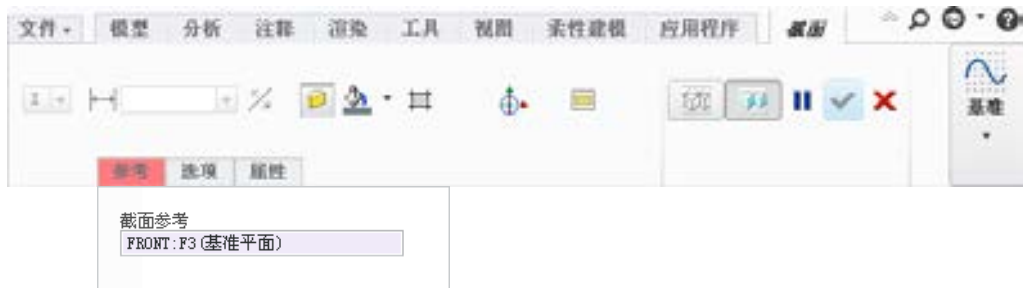 文件 模型 分析 注释 渲染 工具 视图 柔性建模 应用程序 截面
X
基准
参考 选项 属性
截面参考
FRONT:F3(基准平面)